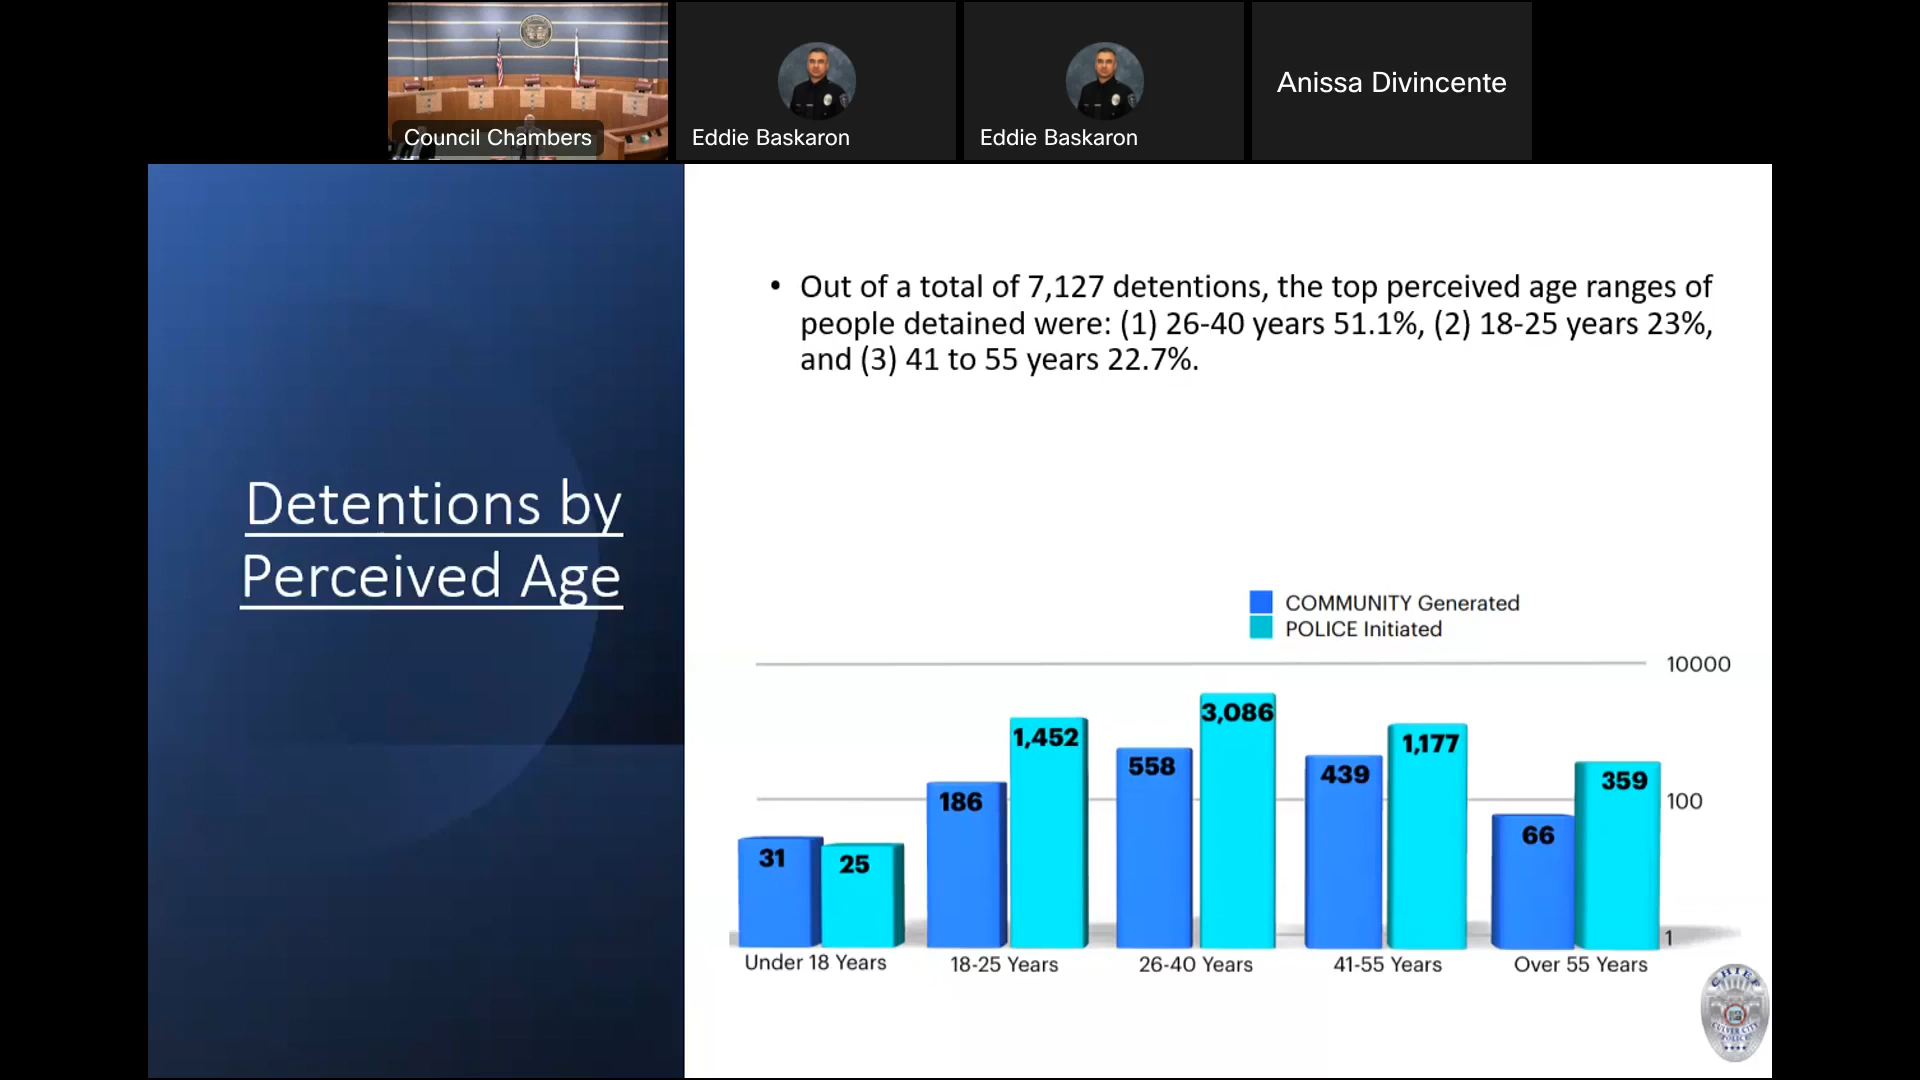 Council Chambers
Eddie Baskaron
Eddie Baskaron
Anissa Divincente
Detentions by
Perceived Age
• Out of a total of 7,127 detentions, the top perceived age ranges of
people detained were: (1) 26-40 years 51.1%, (2) 18-25 years 23%,
and (3) 41 to 55 years 22.7%.
COMMUNITY Generated
POLICE Initiated
10000
100
1
31
25
186
1,452
558
3,086
439
1,177
66
359
Under 18 Years
18-25 Years
26-40 Years
41-55 Years
Over 55 Years
CHIEF
CULVER CITY
POLICE